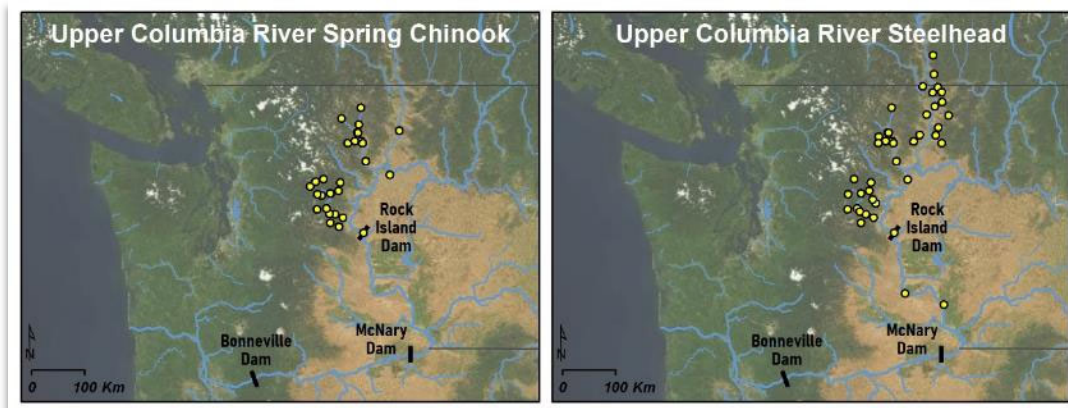 Upper Columbia River Spring Chinook
Rock
Island
Dam
McNary
Dam
Bonneville
Dam
N
0 100 Km
Upper Columbia River Steelhead
Rock
Island
Dam
McNary
Dam
Bonneville
Dam
N
0 100 Km